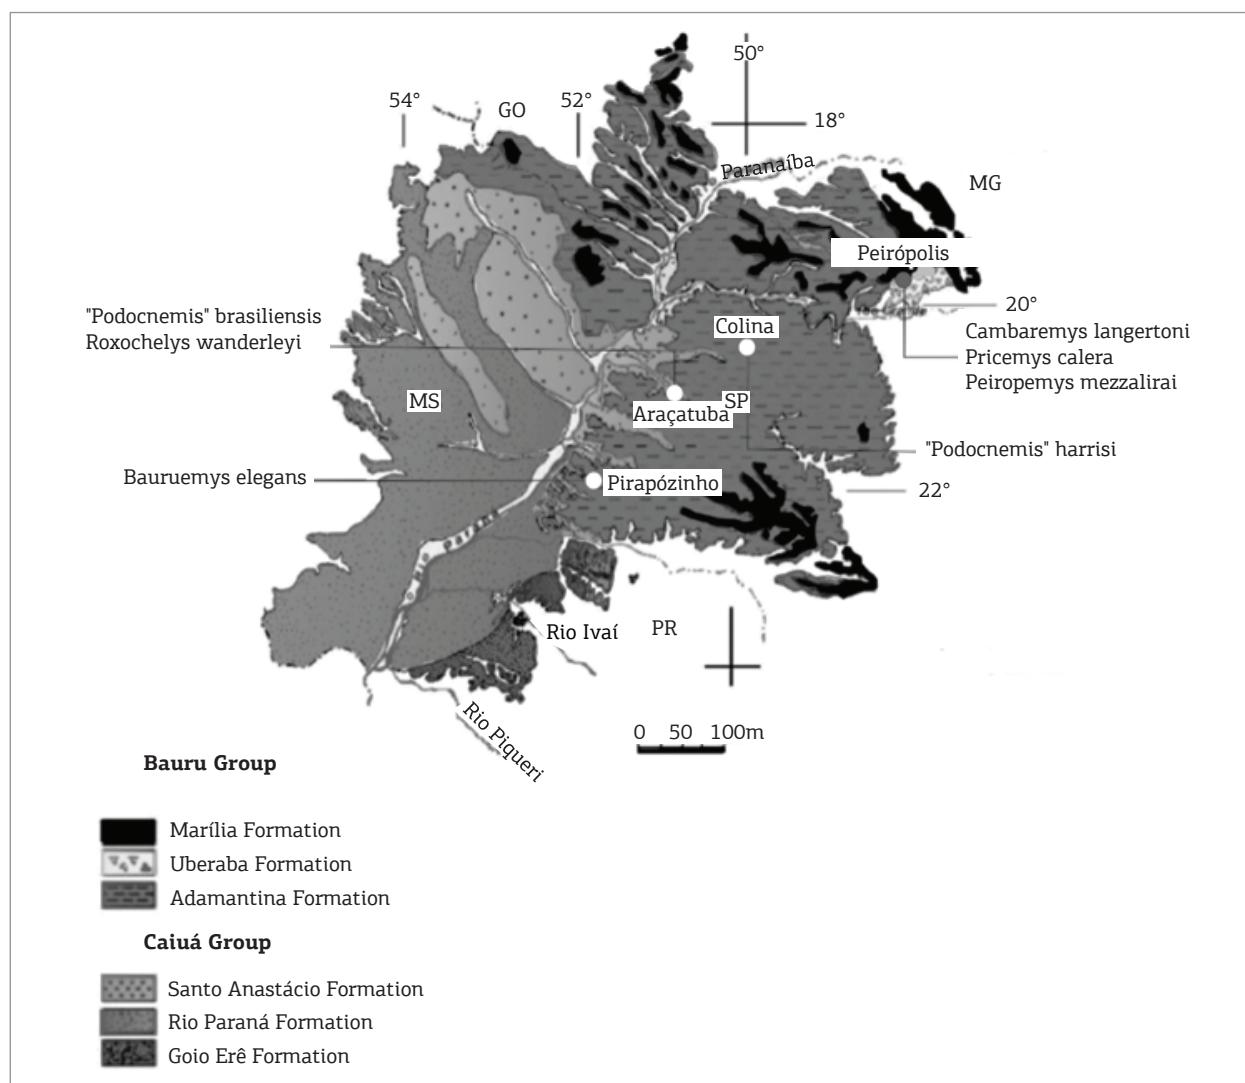 50°
54°
GO
52°
18°
Paranaíba
MG
Peirópolis
20°
"Podocnemis" brasiliensis
Roxochelys wanderleyi
Colina
Cambaremys langertoni
Pricemys calera
Peiropemys mezzalirai
MS
Araçatuba
SP
"Podocnemis" harrisi
Bauruemys elegans
Pirapózinho
22°
Rio Paraná
Rio Ivaí
PR
Rio Piqueri
0 50 100m
Bauru Group
Marília Formation
Uberaba Formation
Adamantina Formation
Caiuá Group
Santo Anastácio Formation
Rio Paraná Formation
Goio Erê Formation